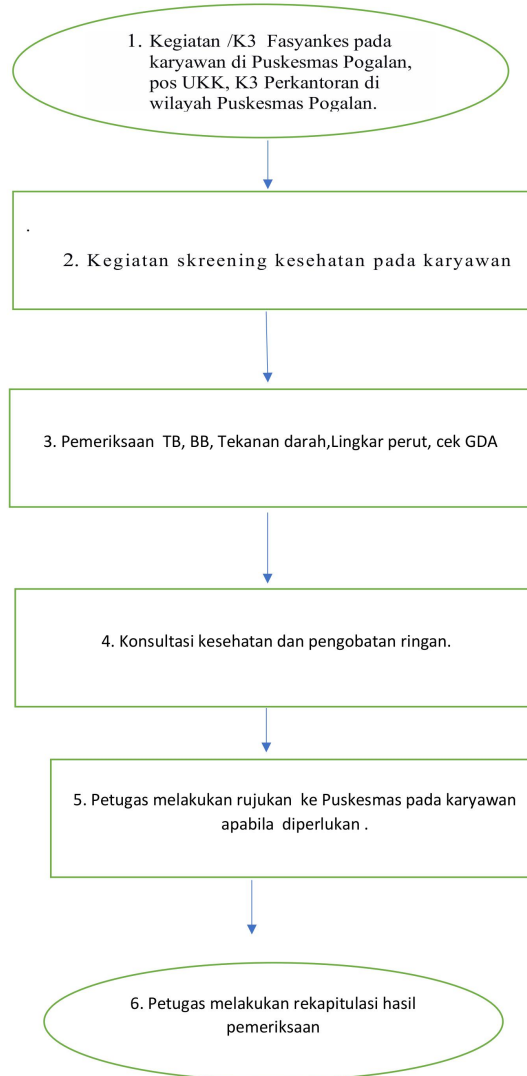 1. Kegiatan /K3 Fasyankes pada
karyawan di Puskesmas Pogalan,
pos UKK, K3 Perkantoran di
wilayah Puskesmas Pogalan.
.
2. Kegiatan skreening kesehatan pada karyawan
3. Pemeriksaan TB, BB, Tekanan darah,Lingkar perut, cek GDA
4. Konsultasi kesehatan dan pengobatan ringan.
5. Petugas melakukan rujukan ke Puskesmas pada karyawan
apabila diperlukan .
6. Petugas melakukan rekapitulasi hasil
pemeriksaan